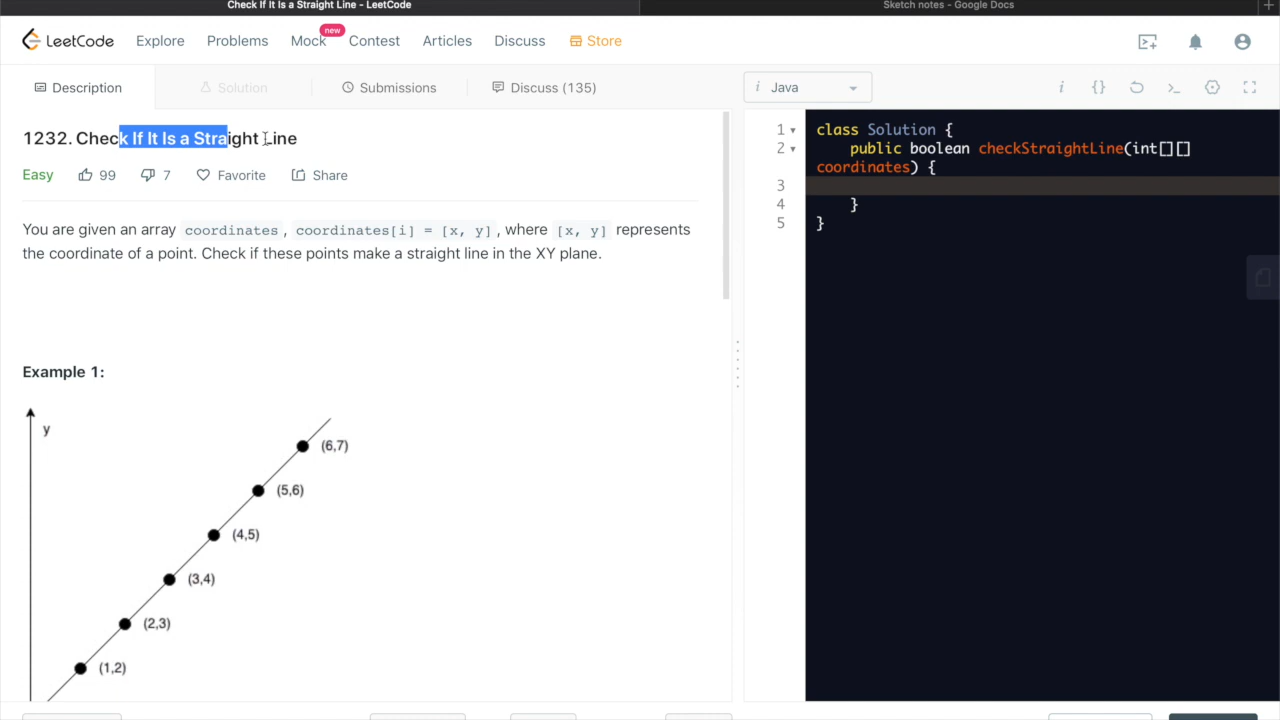 Check If It Is a Straight Line - LeetCode
Sketch notes - Google Docs
+
LeetCode
Explore
Problems
Mock
new
Contest
Articles
Discuss
Store
Description
Solution
Submissions
Discuss (135)
i Java
i {}
1232. Check If It Is a Straight Line
Easy
99
7
Favorite
Share
You are given an array coordinates , coordinates[i] = [x, y] , where [x, y] represents
the coordinate of a point. Check if these points make a straight line in the XY plane.
Example 1:
y
(6,7)
(5,6)
(4,5)
(3,4)
(2,3)
(1,2)
1 class Solution {
2 public boolean checkStraightLine(int[][]
coordinates) {
3
4 }
5 }